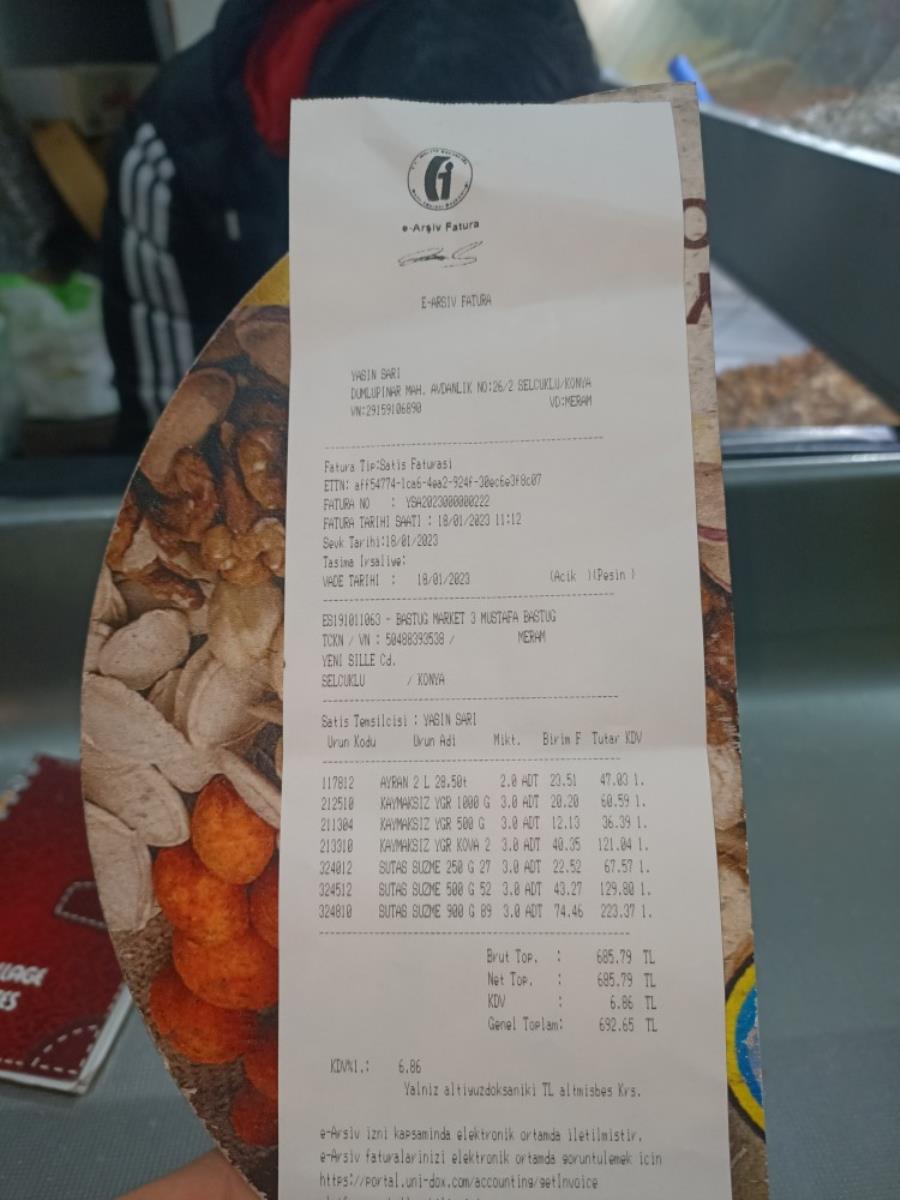 e-Arşiv Fatura
E-ARSIV FATURA
YASIN SARI
DUMLUPINAR MAH. AVDANLIK NO:26/2 SELCUKLU/KONYA
VN:29159106890 VD:MERAM
Fatura Tip:Satis Faturasi
ETTN: aff54774-1ca6-4ea2-924f-30ec6e3f8c07
FATURA NO : YSA2023000000222
FATURA TARIHI SAATI : 18/01/2023 11:12
Sevk Tarihi:18/01/2023
Tasima Irsaliye:
VADE TARIHI : 18/01/2023 (Acik )(Pesin )
ES191011063 - BASTUG MARKET 3 MUSTAFA BASTUG
TCKN / VN : 50488393538 / MERAM
YENI SILLE Cd.
SELCUKLU / KONYA
Satis Temsilcisi : YASIN SARI
Urun Kodu Urun Adi Mikt. Birim F Tutar KDV
117812 AYRAN 2 L 28.50t 2.0 ADT 23.51 47.03 1.
212510 KAYMAKSIZ YGR 1000 G 3.0 ADT 20.20 60.59 1.
211304 KAYMAKSIZ YGR 500 G 3.0 ADT 12.13 36.39 1.
213310 KAYMAKSIZ YGR KOVA 2 3.0 ADT 40.35 121.04 1.
324012 SUTAS SUZME 250 G 27 3.0 ADT 22.52 67.57 1.
324512 SUTAS SUZME 500 G 52 3.0 ADT 43.27 129.80 1.
324810 SUTAS SUZME 900 G 89 3.0 ADT 74.46 223.37 1.
Brut Top. : 685.79 TL
Net Top. : 685.79 TL
KDV : 6.86 TL
Genel Toplam: 692.65 TL
KDV%1.: 6.86
Yalniz altiyuzdoksaniki TL altmisbes Krs.
e-Arsiv izni kapsaminda elektronik ortamda iletilmistir.
e-Arsiv faturalarinizi elektronik ortamda goruntulemek icin
https://portal.uni-dox.com/accounting/getInvoice